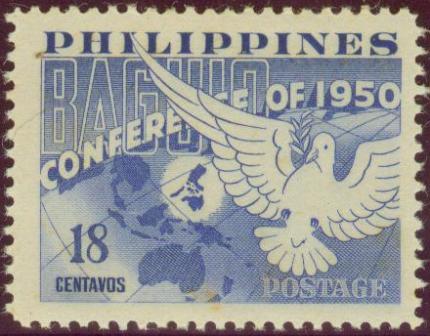 PHILIPPINES
BAGUIO
CONFERENCE OF 1950
18
CENTAVOS
POSTAGE